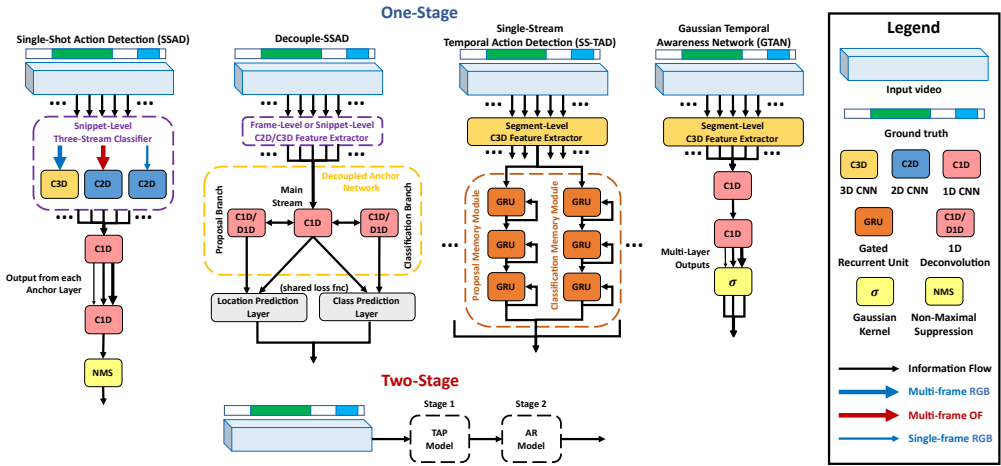 One-Stage
Single-Shot Action Detection (SSAD)
Snippet-Level
Three-Stream Classifier
C3D
C2D
C2D
...
C1D
Output from each
Anchor Layer
C1D
NMS
Decouple-SSAD
Frame-Level or Snippet-Level
C2D/C3D Feature Extractor
Decoupled Anchor
Network
Main
Stream
Proposal Branch
C1D/
D1D
C1D
C1D/
D1D
Classification Branch
(shared loss fnc)
Location Prediction
Layer
Class Prediction
Layer
Single-Stream
Temporal Action Detection (SS-TAD)
Segment-Level
C3D Feature Extractor
Proposal Memory Module
GRU
GRU
GRU
Classification Memory Module
GRU
GRU
GRU
Gaussian Temporal
Awareness Network (GTAN)
Segment-Level
C3D Feature Extractor
C1D
C1D
Multi-Layer
Outputs
σ
Two-Stage
Stage 1
TAP
Model
Stage 2
AR
Model
Legend
Input video
Ground truth
C3D
C2D
C1D
3D CNN
2D CNN
1D CNN
GRU
C1D/
D1D
Gated
Recurrent Unit
1D
Deconvolution
σ
NMS
Gaussian
Kernel
Non-Maximal
Suppression
Information Flow
Multi-frame RGB
Multi-frame OF
Single-frame RGB